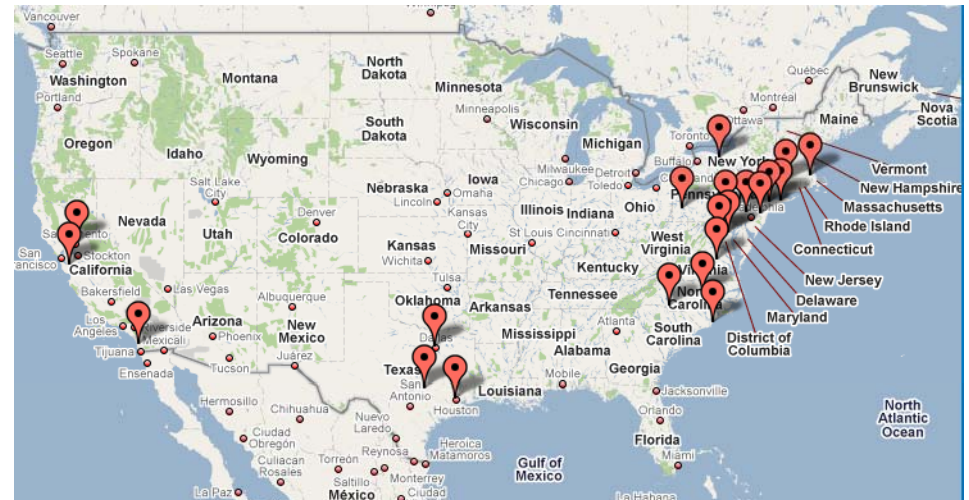 Vancouver
Winnipeg
Seattle
Spokane
Washington
Portland
Montana
North
Dakota
Minnesota
Québec
New
Brunswick
Montréal
Maine
Nova
Scotia
Ottawa
Toronto
Oregon
Idaho
Wyoming
South
Dakota
Minneapolis
Wisconsin
Michigan
Vermont
Buffalo
New York
New Hampshire
Milwaukee
Detroit
Massachusetts
Salt Lake
City
Nebraska
Iowa
Omaha
Lincoln
Chicago
Toledo
Rhode Island
Nevada
Utah
Denver
Colorado
Kansas
City
Illinois
Indiana
Ohio
Connecticut
San
Francisco
Stockton
California
Kansas
Wichita
Missouri
St Louis
Cincinnati
West
Virginia
New Jersey
Kentucky
Virginia
Delaware
Maryland
Bakersfield
Las Vegas
Tulsa
Oklahoma
Arkansas
Tennessee
North
Carolina
District of
Columbia
Los
Angeles
Riverside
Arizona
Phoenix
Albuquerque
New
Mexico
Dallas
Mississippi
Atlanta
South
Carolina
Tijuana
Mexicali
Tucson
Juárez
Texas
Alabama
Georgia
Ensenada
San
Antonio
Houston
Louisiana
Mobile
Jacksonville
Hermosillo
Chihuahua
Nuevo
Laredo
Orlando
North
Atlantic
Ocean
Ciudad
Obregón
Reynosa
Heroica
Matamoros
Florida
Miami
Culiacan
Rosales
Torreón
Saltillo
Monterrey
Gulf of
Mexico
La Paz
México
Ciudad
La Habana